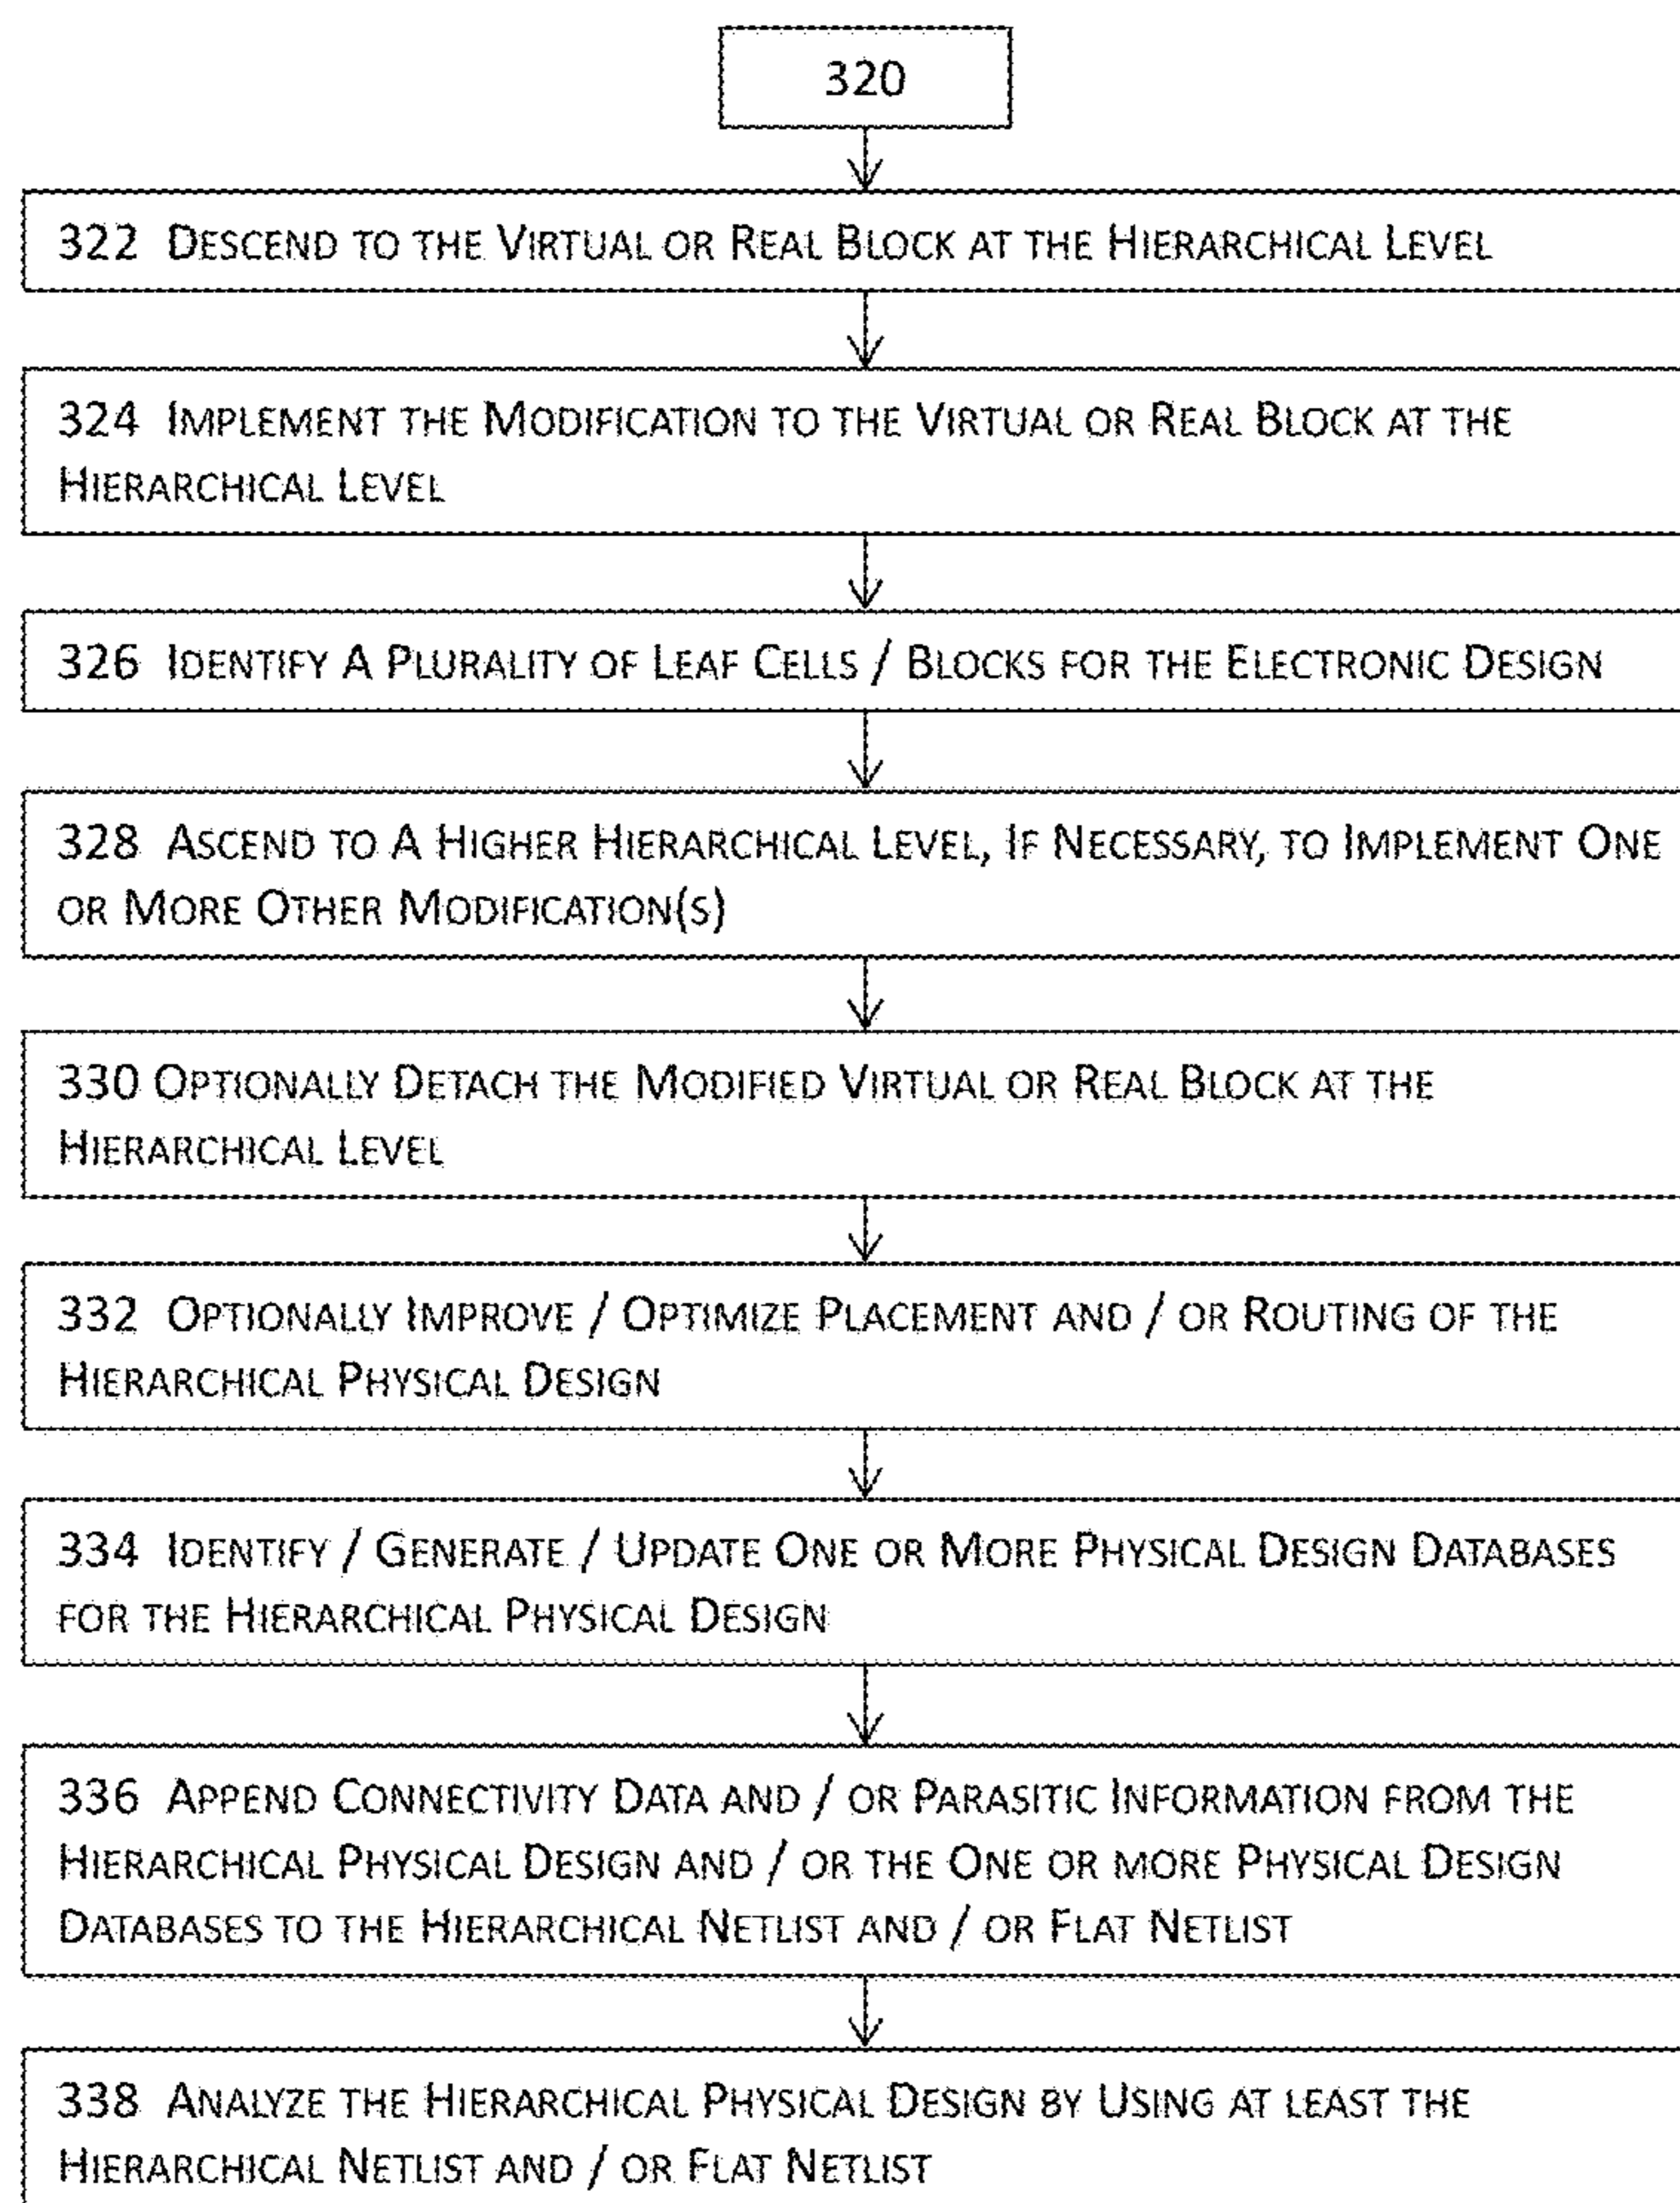 320
322 DESCEND TO THE VIRTUAL OR REAL BLOCK AT THE HIERARCHICAL LEVEL
324 IMPLEMENT THE MODIFICATION TO THE VIRTUAL OR REAL BLOCK AT THE
HIERARCHICAL LEVEL
326 IDENTIFY A PLURALITY OF LEAF CELLS / BLOCKS FOR THE ELECTRONIC DESIGN
328 ASCEND TO A HIGHER HIERARCHICAL LEVEL, IF NECESSARY, TO IMPLEMENT ONE
OR MORE OTHER MODIFICATION(S)
330 OPTIONALLY DETACH THE MODIFIED VIRTUAL OR REAL BLOCK AT THE
HIERARCHICAL LEVEL
332 OPTIONALLY IMPROVE / OPTIMIZE PLACEMENT AND / OR ROUTING OF THE
HIERARCHICAL PHYSICAL DESIGN
334 IDENTIFY / GENERATE / UPDATE ONE OR MORE PHYSICAL DESIGN DATABASES
FOR THE HIERARCHICAL PHYSICAL DESIGN
336 APPEND CONNECTIVITY DATA AND / OR PARASITIC INFORMATION FROM THE
HIERARCHICAL PHYSICAL DESIGN AND / OR THE ONE OR MORE PHYSICAL DESIGN
DATABASES TO THE HIERARCHICAL NETLIST AND / OR FLAT NETLIST
338 ANALYZE THE HIERARCHICAL PHYSICAL DESIGN BY USING AT LEAST THE
HIERARCHICAL NETLIST AND / OR FLAT NETLIST